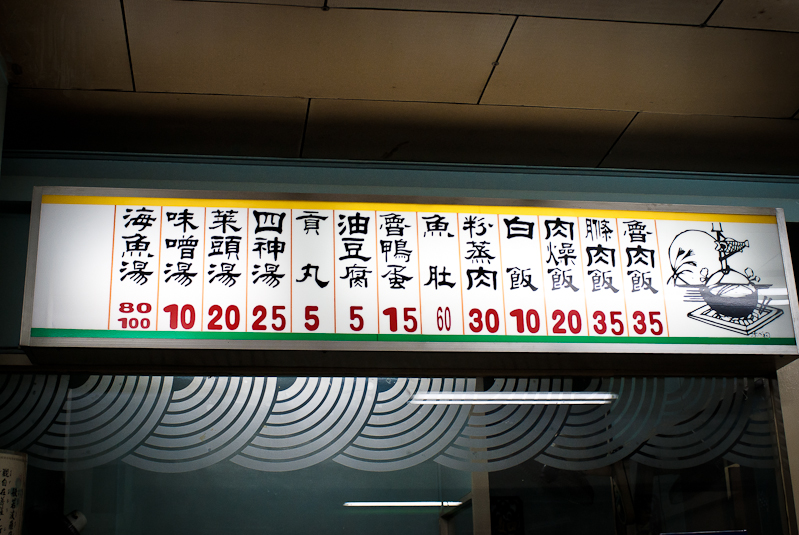 魯肉飯 35
腳肉飯 35
肉燥飯 20
白飯 10
粉蒸肉 30
魚肚 60
魯鴨蛋 15
油豆腐 5
貢丸 5
四神湯 25
菜頭湯 20
味噌湯 10
海魚湯 80 100